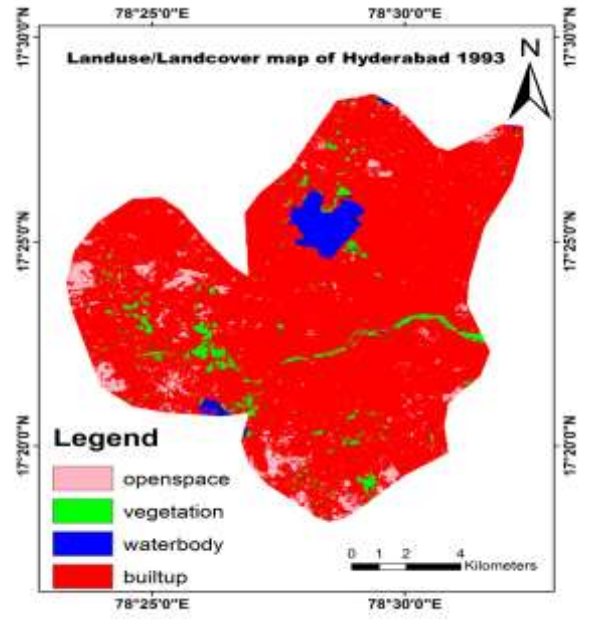 78°25'0"E 78°30'0"E
17°30'0"N 17°30'0"N
Landuse/Landcover map of Hyderabad 1993
N
17°25'0"N 17°25'0"N
17°20'0"N 17°20'0"N
Legend
openspace
vegetation
waterbody
builtup
0 1 2 4
Kilometers
78°25'0"E 78°30'0"E